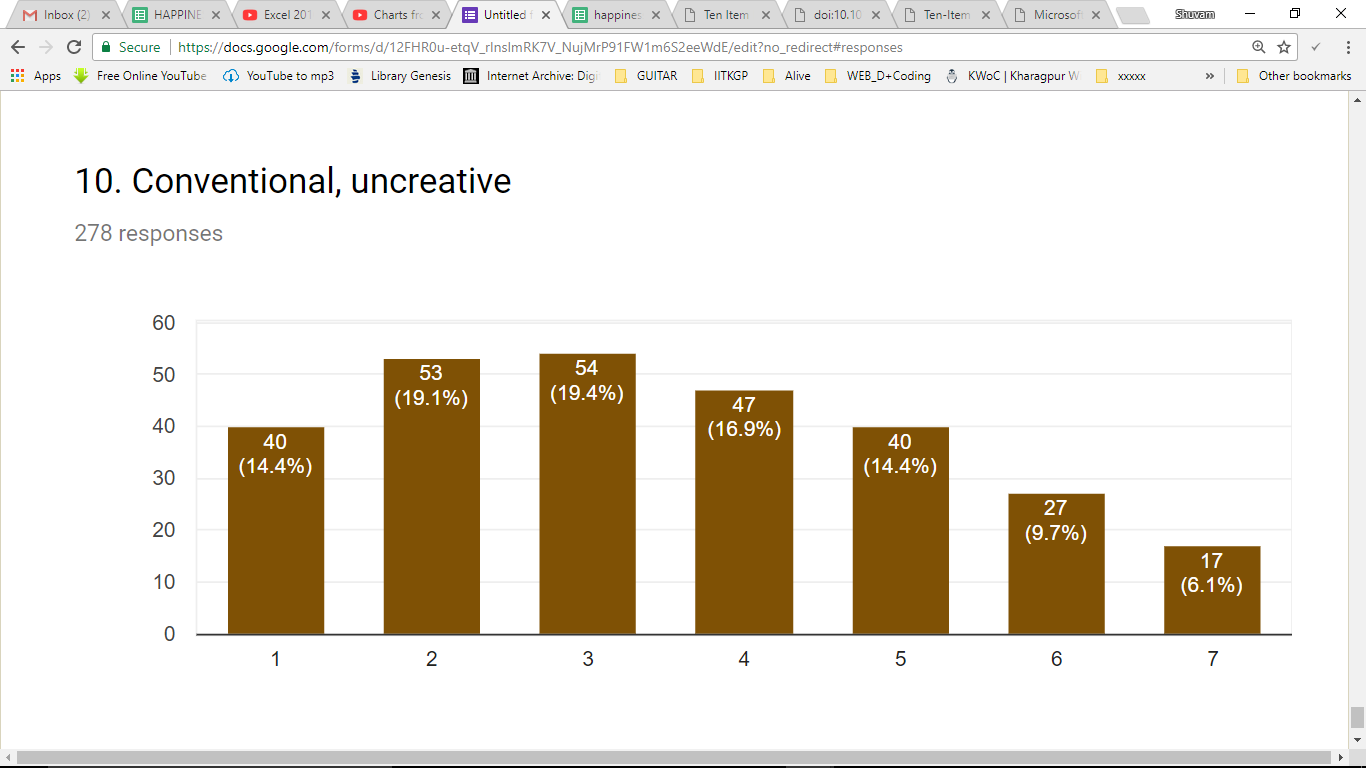 Inbox (2)
HAPPINE
Excel 201
Charts fro
Untitled f
happines
Ten Item
doi:10.10
Ten-Item
Microsoft
Shuvam
Secure
https://docs.google.com/forms/d/12FHR0u-etqV_rlnslmRK7V_NujMrP91FW1m6S2eeWdE/edit?no_redirect#responses
Apps
Free Online YouTube
YouTube to mp3
Library Genesis
Internet Archive: Digi
GUITAR
IITKGP
Alive
WEB_D+Coding
KWoC | Kharagpur W
xxxxx
»
Other bookmarks
10. Conventional, uncreative
278 responses
60
50
40
30
20
10
0
40
(14.4%)
53
(19.1%)
54
(19.4%)
47
(16.9%)
40
(14.4%)
27
(9.7%)
17
(6.1%)
1
2
3
4
5
6
7